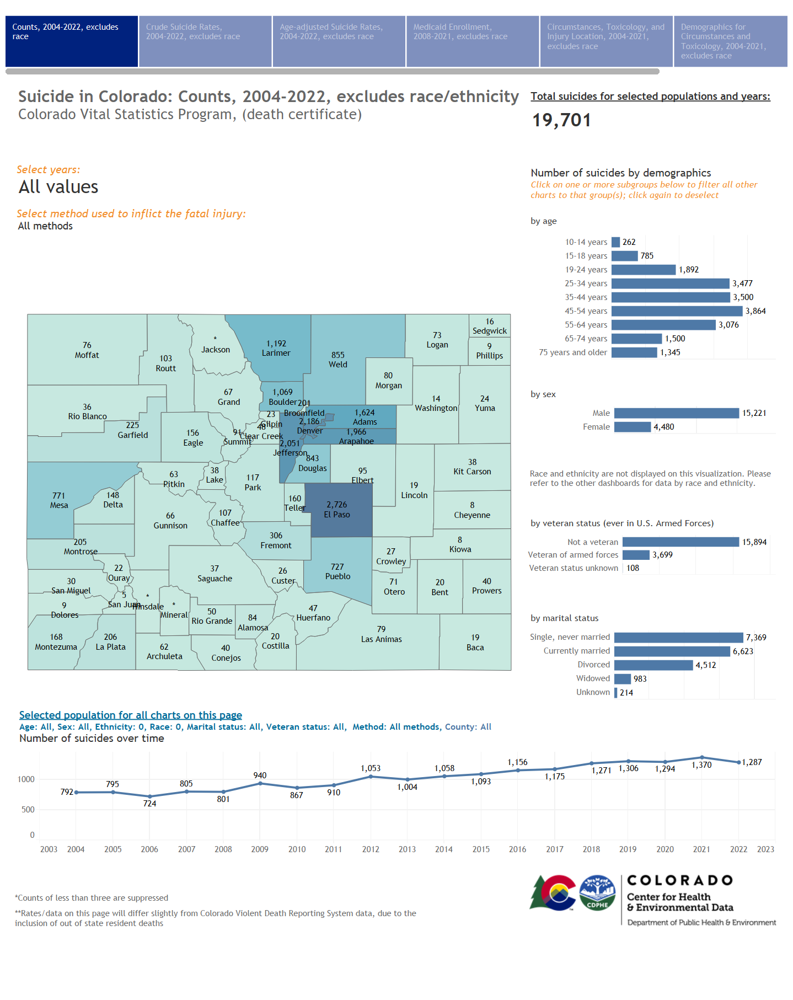 Counts, 2004-2022, excludes
race
Crude Suicide Rates,
2004-2022, excludes race
Age-adjusted Suicide Rates,
2004-2022, excludes race
Medicaid Enrollment,
2008-2021, excludes race
Circumstances, Toxicology, and
Injury Location, 2004-2021,
excludes race
Demographics for
Circumstances and
Toxicology, 2004-2021,
excludes race
Suicide in Colorado: Counts, 2004-2022, excludes race/ethnicity
Colorado Vital Statistics Program, (death certificate)
Total suicides for selected populations and years:
19,701
Select years:
All values
Select method used to inflict the fatal injury:
All methods
Number of suicides by demographics
Click on one or more subgroups below to filter all other
charts to that group(s); click again to deselect
by age
10-14 years 262
15-18 years 785
19-24 years 1,892
25-34 years 3,477
35-44 years 3,500
45-54 years 3,864
55-64 years 3,076
65-74 years 1,500
75 years and older 1,345
by sex
Male 15,221
Female 4,480
Race and ethnicity are not displayed on this visualization. Please
refer to the other dashboards for data by race and ethnicity.
by veteran status (ever in U.S. Armed Forces)
Not a veteran 15,894
Veteran of armed forces 3,699
Veteran status unknown 108
by marital status
Single, never married 7,369
Currently married 6,623
Divorced 4,512
Widowed 983
Unknown 214
76
Moffat
103
Routt
*
Jackson
1,192
Larimer
855
Weld
73
Logan
16
Sedgwick
9
Phillips
80
Morgan
67
Grand
1,069
Boulder
201
Broomfield
14
Washington
24
Yuma
36
Rio Blanco
225
Garfield
156
Eagle
91
Summit
23
Gilpin
48
Clear Creek
2,186
Denver
1,624
Adams
1,966
Arapahoe
2,051
Jefferson
843
Douglas
95
Elbert
38
Kit Carson
771
Mesa
148
Delta
63
Pitkin
38
Lake
117
Park
19
Lincoln
66
Gunnison
107
Chaffee
160
Teller
2,726
El Paso
8
Cheyenne
205
Montrose
306
Fremont
8
Kiowa
22
Ouray
37
Saguache
26
Custer
727
Pueblo
27
Crowley
30
San Miguel
5
San Juan
*
Hinsdale
*
Mineral
71
Otero
20
Bent
40
Prowers
9
Dolores
50
Rio Grande
84
Alamosa
47
Huerfano
168
Montezuma
206
La Plata
62
Archuleta
40
Conejos
20
Costilla
79
Las Animas
19
Baca
Selected population for all charts on this page
Age: All, Sex: All, Ethnicity: 0, Race: 0, Marital status: All, Veteran status: All,  Method: All methods, County: All
Number of suicides over time
1000
500
0
792
795
724
805
801
940
867
910
1,053
1,004
1,058
1,093
1,156
1,175
1,271
1,306
1,294
1,370
1,287
2003 2004 2005 2006 2007 2008 2009 2010 2011 2012 2013 2014 2015 2016 2017 2018 2019 2020 2021 2022 2023
*Counts of less than three are suppressed
**Rates/data on this page will differ slightly from Colorado Violent Death Reporting System data, due to the
inclusion of out of state resident deaths
CDPHE
TM
COLORADO
Center for Health
& Environmental Data
Department of Public Health & Environment